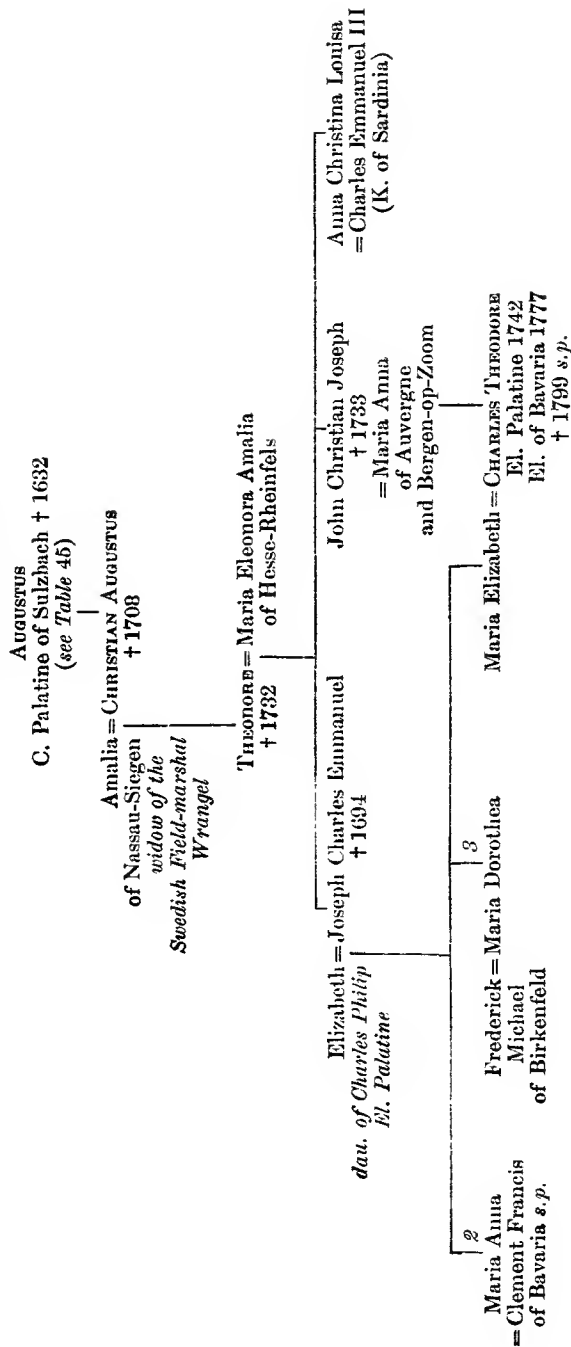 AUGUSTUS
C. Palatine of Sulzbach † 1632
(see Table 45)
Amalia = CHRISTIAN AUGUSTUS
of Nassau-Siegen † 1708
widow of the
Swedish Field-marshal
Wrangel
THEODORE = Maria Eleonora Amalia
† 1732 of Hesse-Rheinfels
Elizabeth = Joseph Charles Emmanuel
dau. of Charles Philip † 1694
El. Palatine
John Christian Joseph
† 1733
= Maria Anna
of Auvergne
and Bergen-op-Zoom
Anna Christina Louisa
= Charles Emmanuel III
(K. of Sardinia)
2
Maria Anna
= Clement Francis
of Bavaria s.p.
3
Frederick = Maria Dorothea
Michael
of Birkenfeld
Maria Elizabeth = CHARLES THEODORE
El. Palatine 1742
El. of Bavaria 1777
† 1799 s.p.